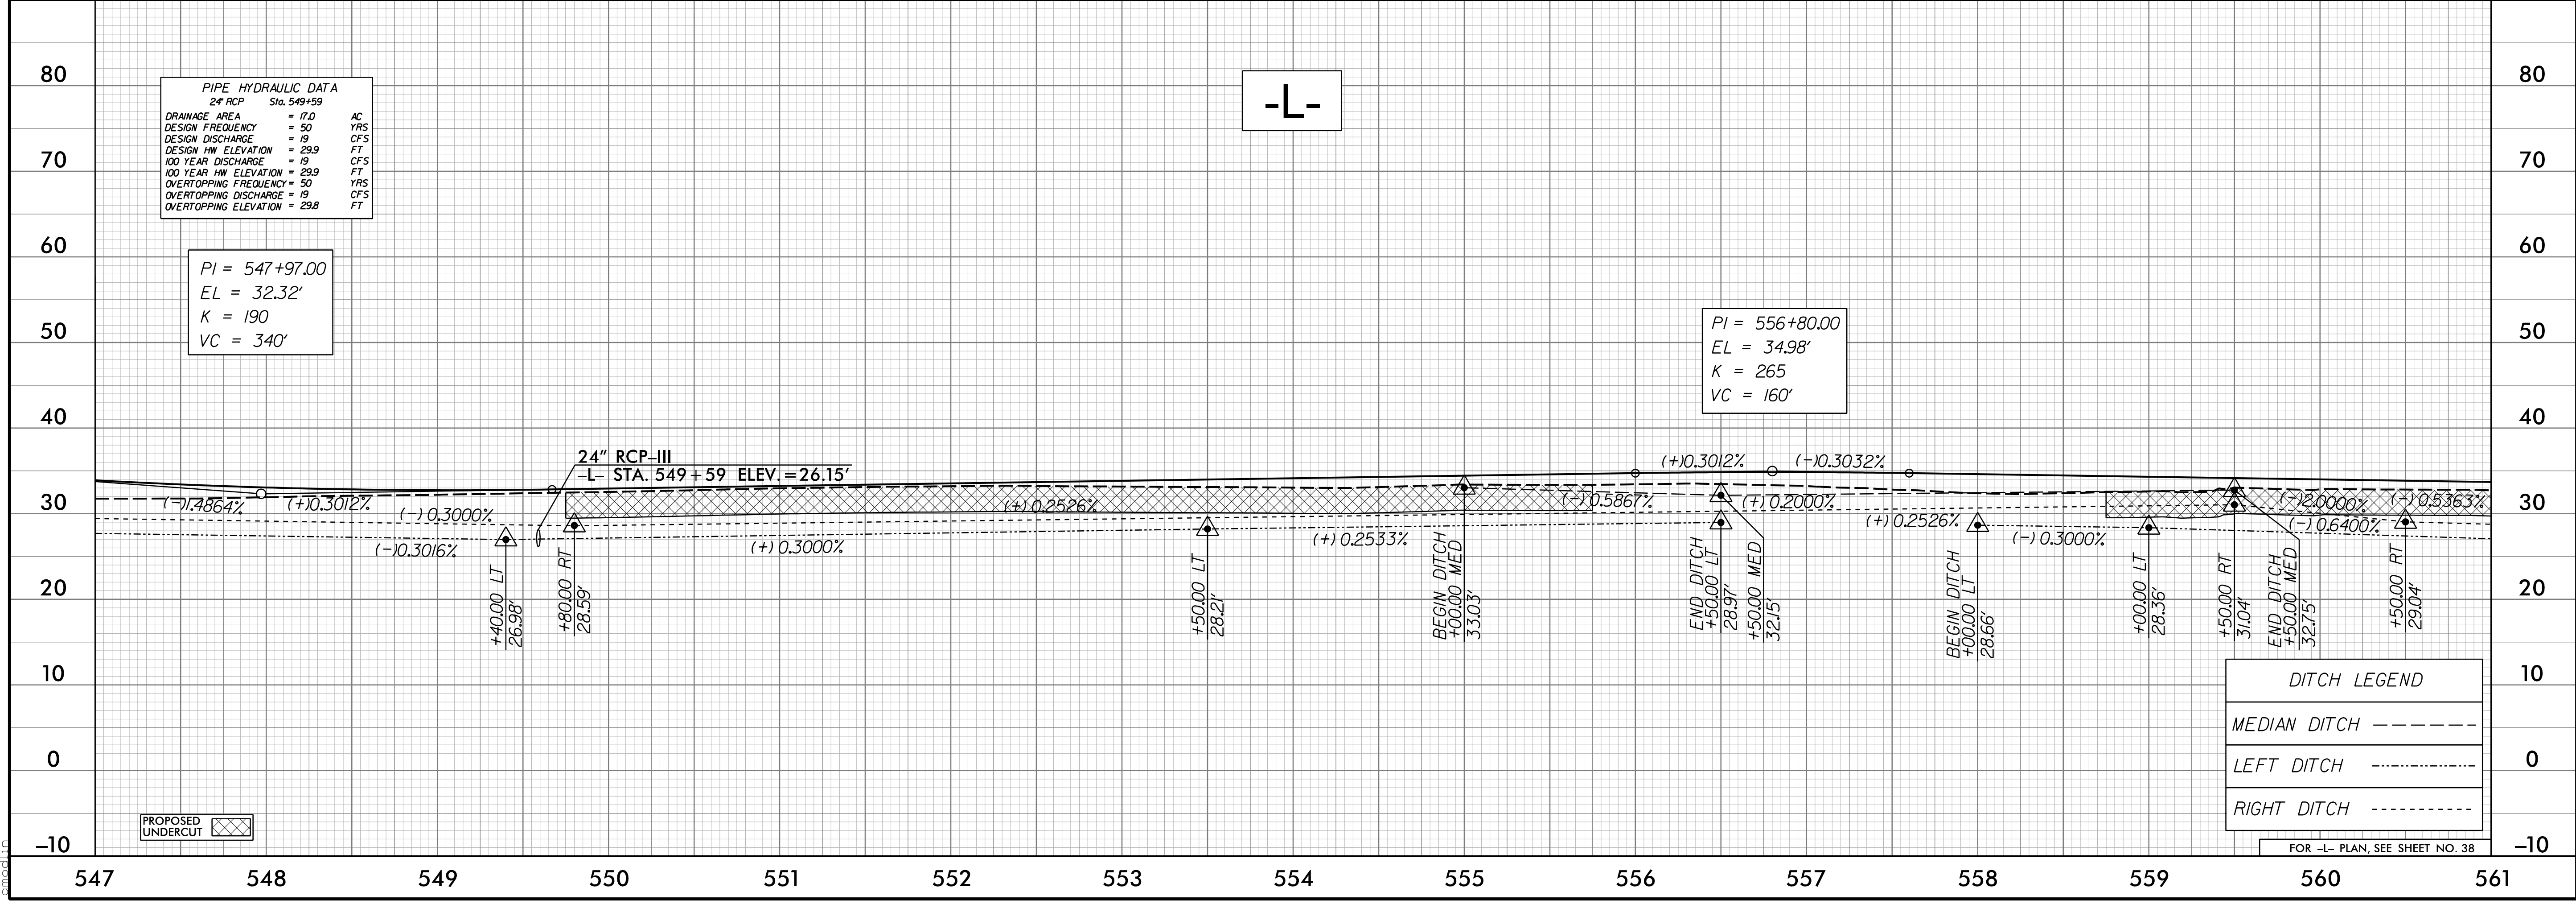 80
70
60
50
40
30
20
10
0
–10
PIPE HYDRAULIC DATA
24" RCP Sta. 549+59
DRAINAGE AREA = 17.0 AC
DESIGN FREQUENCY = 50 YRS
DESIGN DISCHARGE = 19 CFS
DESIGN HW ELEVATION = 29.9 FT
100 YEAR DISCHARGE = 19 CFS
100 YEAR HW ELEVATION = 29.9 FT
OVERTOPPING FREQUENCY = 50 YRS
OVERTOPPING DISCHARGE = 19 CFS
OVERTOPPING ELEVATION = 29.8 FT
PI = 547+97.00
EL = 32.32'
K = 190
VC = 340'
-L-
PI = 556+80.00
EL = 34.98'
K = 265
VC = 160'
24" RCP–III
–L– STA. 549+59 ELEV.=26.15'
(–)1.4864%
(+)0.3012%
(–) 0.3000%
(–)0.3016%
(+) 0.3000%
(+) 0.2526%
(+) 0.2533%
(–) 0.5867%
(+)0.3012%
(–)0.3032%
(+) 0.2000%
(+) 0.2526%
(–) 0.3000%
(–)2.0000%
(–) 0.6400%
(–) 0.5363%
+40.00 LT
26.98'
+80.00 RT
28.59'
+50.00 LT
28.21'
BEGIN DITCH
+00.00 MED
33.03'
END DITCH
+50.00 LT
28.97'
+50.00 MED
32.15'
BEGIN DITCH
+00.00 LT
28.66'
+00.00 LT
28.36'
+50.00 RT
31.04'
END DITCH
+50.00 MED
32.75'
+50.00 RT
29.04'
80
70
60
50
40
30
20
10
0
–10
DITCH LEGEND
MEDIAN DITCH
LEFT DITCH
RIGHT DITCH
PROPOSED
UNDERCUT
FOR –L– PLAN, SEE SHEET NO. 38
547 548 549 550 551 552 553 554 555 556 557 558 559 560 561
amodlin